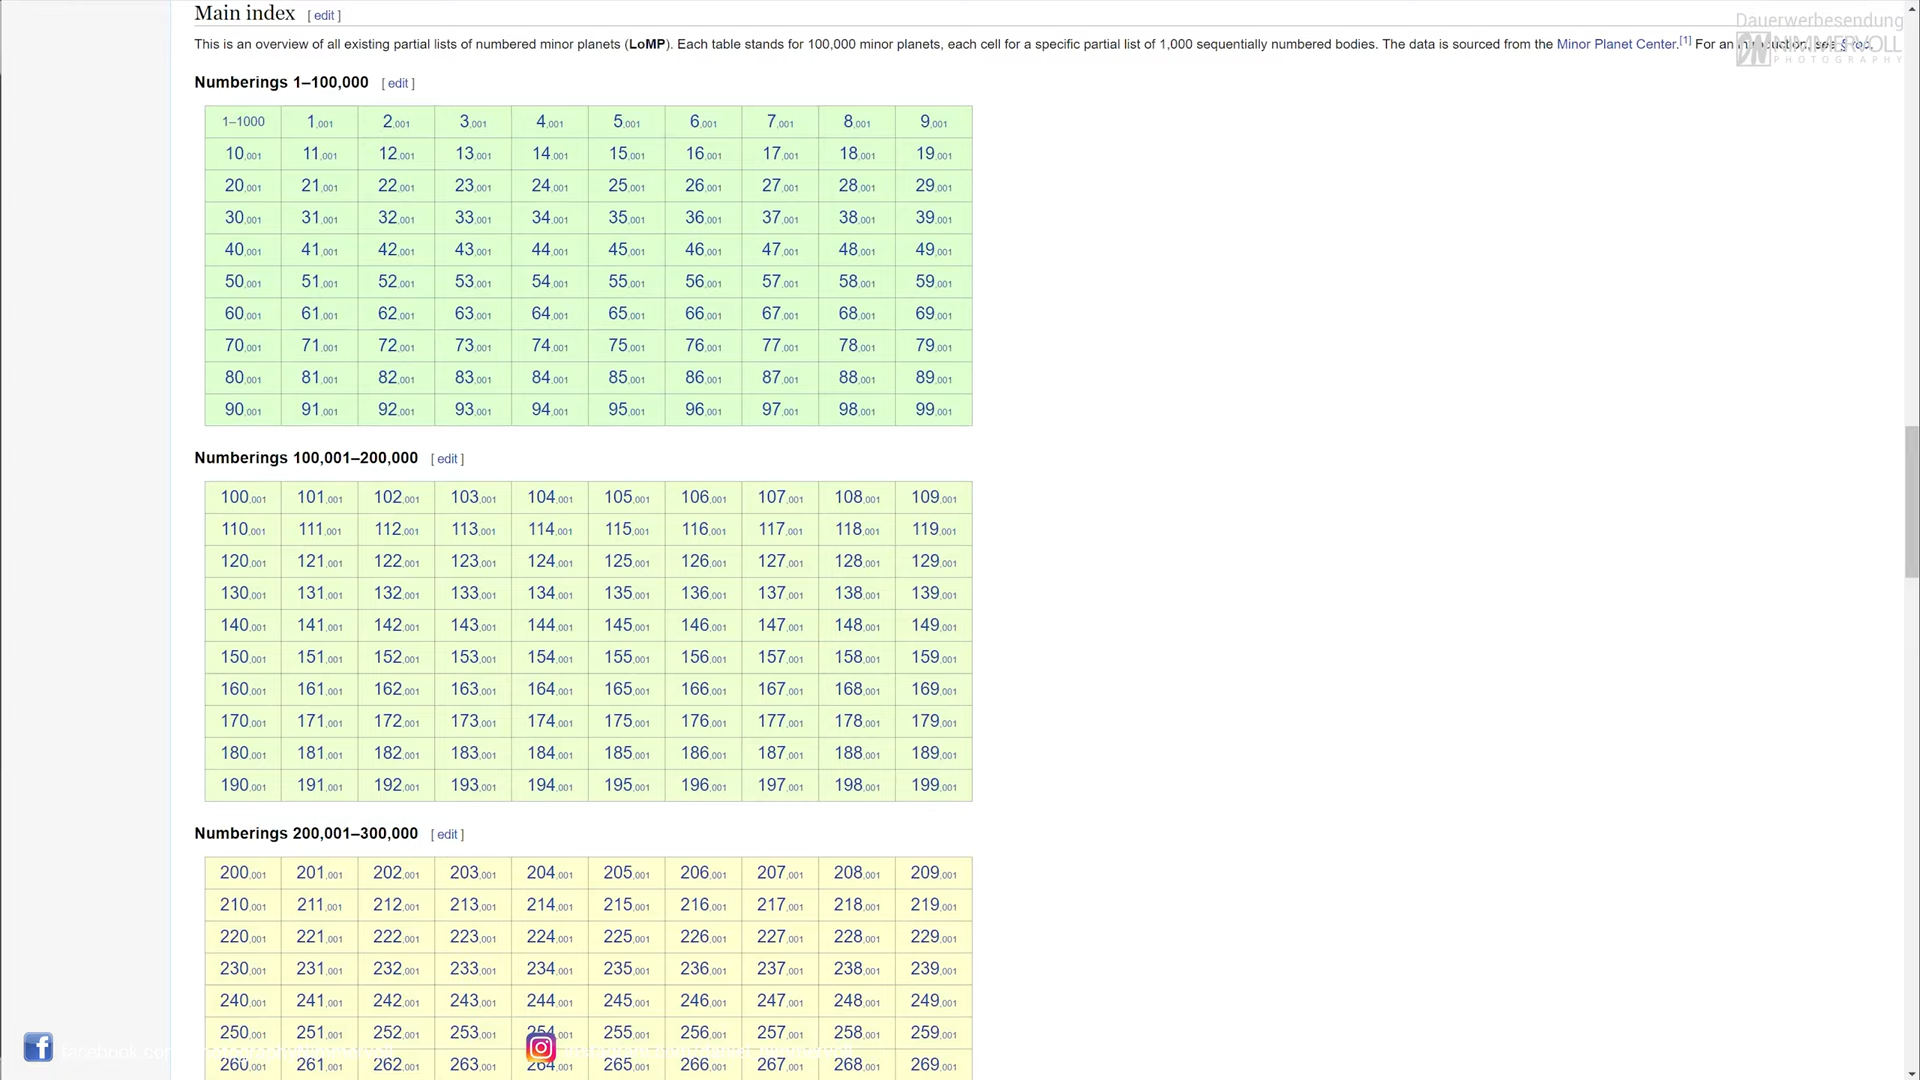 Main index [ edit ]
Dauerwerbesendung
This is an overview of all existing partial lists of numbered minor planets (LoMP). Each table stands for 100,000 minor planets, each cell for a specific partial list of 1,000 sequentially numbered bodies. The data is sourced from the Minor Planet Center.[1] For an introduction, see
NIMMERVOLL
PHOTOGRAPHY
Numberings 1–100,000 [ edit ]
1–1000 1,001 2,001 3,001 4,001 5,001 6,001 7,001 8,001 9,001
10,001 11,001 12,001 13,001 14,001 15,001 16,001 17,001 18,001 19,001
20,001 21,001 22,001 23,001 24,001 25,001 26,001 27,001 28,001 29,001
30,001 31,001 32,001 33,001 34,001 35,001 36,001 37,001 38,001 39,001
40,001 41,001 42,001 43,001 44,001 45,001 46,001 47,001 48,001 49,001
50,001 51,001 52,001 53,001 54,001 55,001 56,001 57,001 58,001 59,001
60,001 61,001 62,001 63,001 64,001 65,001 66,001 67,001 68,001 69,001
70,001 71,001 72,001 73,001 74,001 75,001 76,001 77,001 78,001 79,001
80,001 81,001 82,001 83,001 84,001 85,001 86,001 87,001 88,001 89,001
90,001 91,001 92,001 93,001 94,001 95,001 96,001 97,001 98,001 99,001
Numberings 100,001–200,000 [ edit ]
100,001 101,001 102,001 103,001 104,001 105,001 106,001 107,001 108,001 109,001
110,001 111,001 112,001 113,001 114,001 115,001 116,001 117,001 118,001 119,001
120,001 121,001 122,001 123,001 124,001 125,001 126,001 127,001 128,001 129,001
130,001 131,001 132,001 133,001 134,001 135,001 136,001 137,001 138,001 139,001
140,001 141,001 142,001 143,001 144,001 145,001 146,001 147,001 148,001 149,001
150,001 151,001 152,001 153,001 154,001 155,001 156,001 157,001 158,001 159,001
160,001 161,001 162,001 163,001 164,001 165,001 166,001 167,001 168,001 169,001
170,001 171,001 172,001 173,001 174,001 175,001 176,001 177,001 178,001 179,001
180,001 181,001 182,001 183,001 184,001 185,001 186,001 187,001 188,001 189,001
190,001 191,001 192,001 193,001 194,001 195,001 196,001 197,001 198,001 199,001
Numberings 200,001–300,000 [ edit ]
200,001 201,001 202,001 203,001 204,001 205,001 206,001 207,001 208,001 209,001
210,001 211,001 212,001 213,001 214,001 215,001 216,001 217,001 218,001 219,001
220,001 221,001 222,001 223,001 224,001 225,001 226,001 227,001 228,001 229,001
230,001 231,001 232,001 233,001 234,001 235,001 236,001 237,001 238,001 239,001
240,001 241,001 242,001 243,001 244,001 245,001 246,001 247,001 248,001 249,001
250,001 251,001 252,001 253,001 254,001 255,001 256,001 257,001 258,001 259,001
260,001 261,001 262,001 263,001 264,001 265,001 266,001 267,001 268,001 269,001